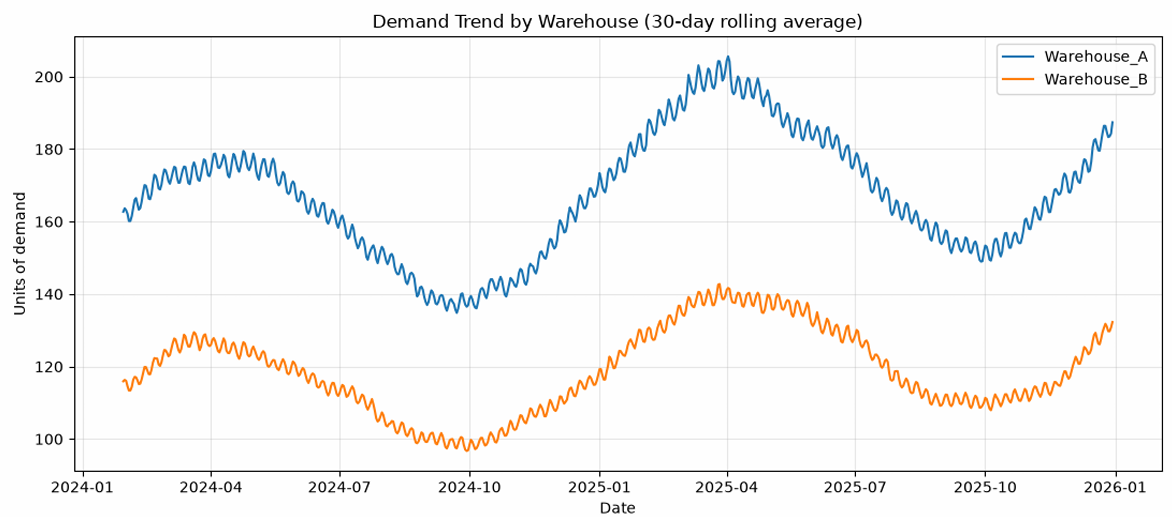 Demand Trend by Warehouse (30-day rolling average)
Warehouse_A
Warehouse_B
Units of demand
200
180
160
140
120
100
2024-01 2024-04 2024-07 2024-10 2025-01 2025-04 2025-07 2025-10 2026-01
Date